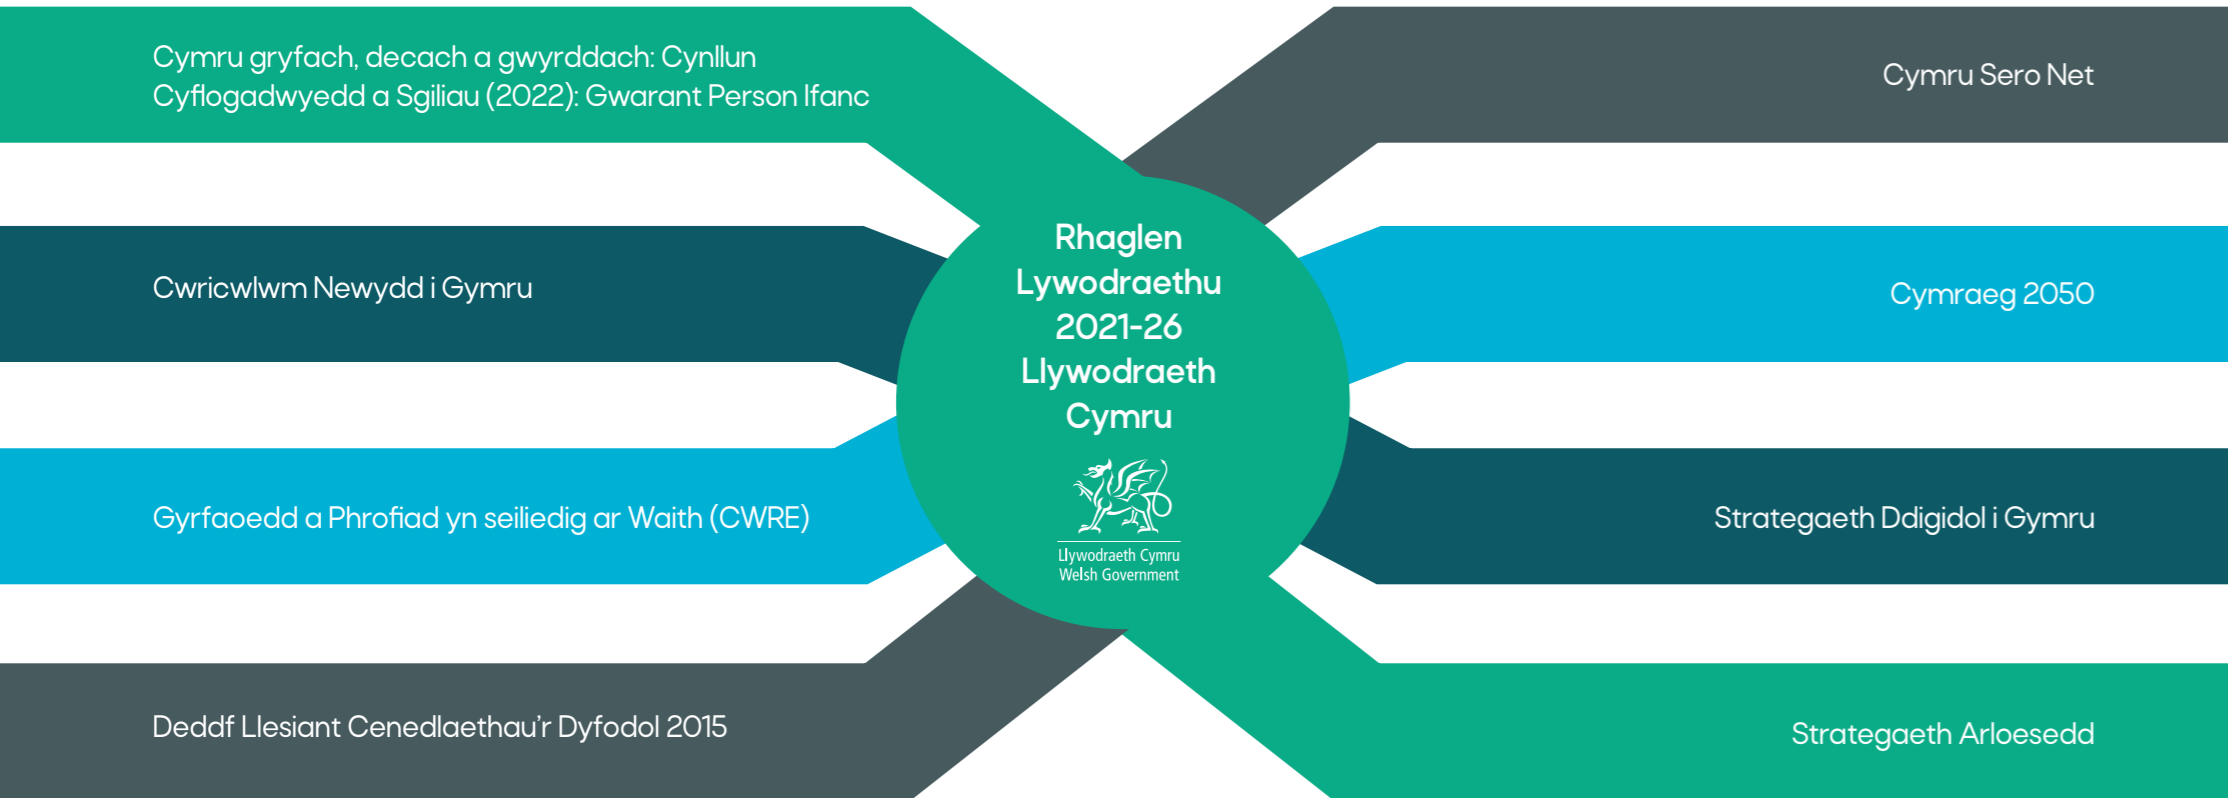 Cymru gryfach, decach a gwyrddach: Cynllun
Cyflogadwyedd a Sgiliau (2022): Gwarant Person Ifanc
Cwricwlwm Newydd i Gymru
Gyrfaoedd a Phrofiad yn seiliedig ar Waith (CWRE)
Deddf Llesiant Cenedlaethau’r Dyfodol 2015
Rhaglen
Lywodraethu
2021-26
Llywodraeth
Cymru
Llywodraeth Cymru
Welsh Government
Cymru Sero Net
Cymraeg 2050
Strategaeth Ddigidol i Gymru
Strategaeth Arloesedd